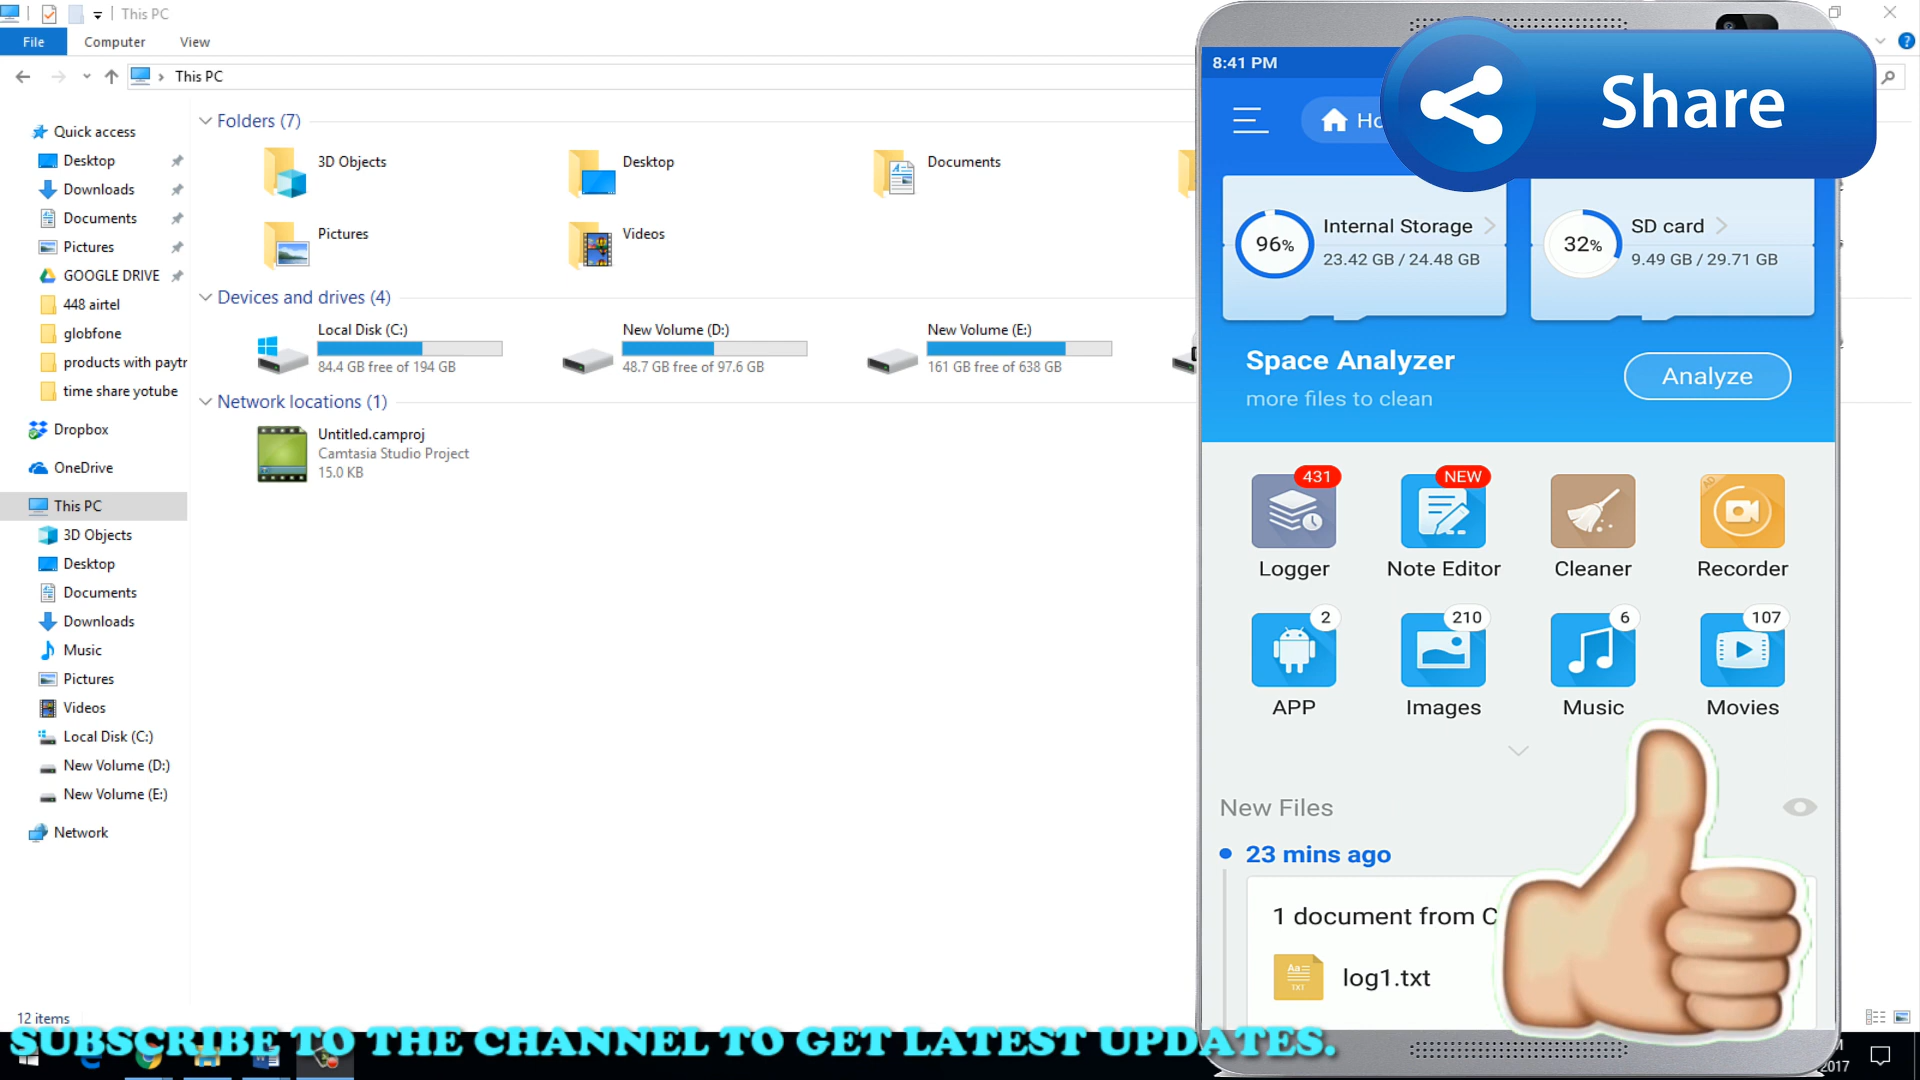 This PC
File
Computer
View
This PC
Quick access
Desktop
Downloads
Documents
Pictures
GOOGLE DRIVE
448 airtel
globfone
products with paytr
time share yotube
Dropbox
OneDrive
This PC
3D Objects
Desktop
Documents
Downloads
Music
Pictures
Videos
Local Disk (C:)
New Volume (D:)
New Volume (E:)
Network
12 items
Folders (7)
3D Objects
Desktop
Documents
Pictures
Videos
Devices and drives (4)
Local Disk (C:)
84.4 GB free of 194 GB
New Volume (D:)
48.7 GB free of 97.6 GB
New Volume (E:)
161 GB free of 638 GB
Network locations (1)
Untitled.camproj
Camtasia Studio Project
15.0 KB
8:41 PM
Share
96%
Internal Storage
23.42 GB / 24.48 GB
32%
SD card
9.49 GB / 29.71 GB
Space Analyzer
more files to clean
Analyze
431
Logger
NEW
Note Editor
Cleaner
AD
Recorder
2
APP
210
Images
6
Music
107
Movies
New Files
23 mins ago
1 document from C
Aa
TXT
log1.txt
SUBSCRIBE TO THE CHANNEL TO GET LATEST UPDATES.
2017